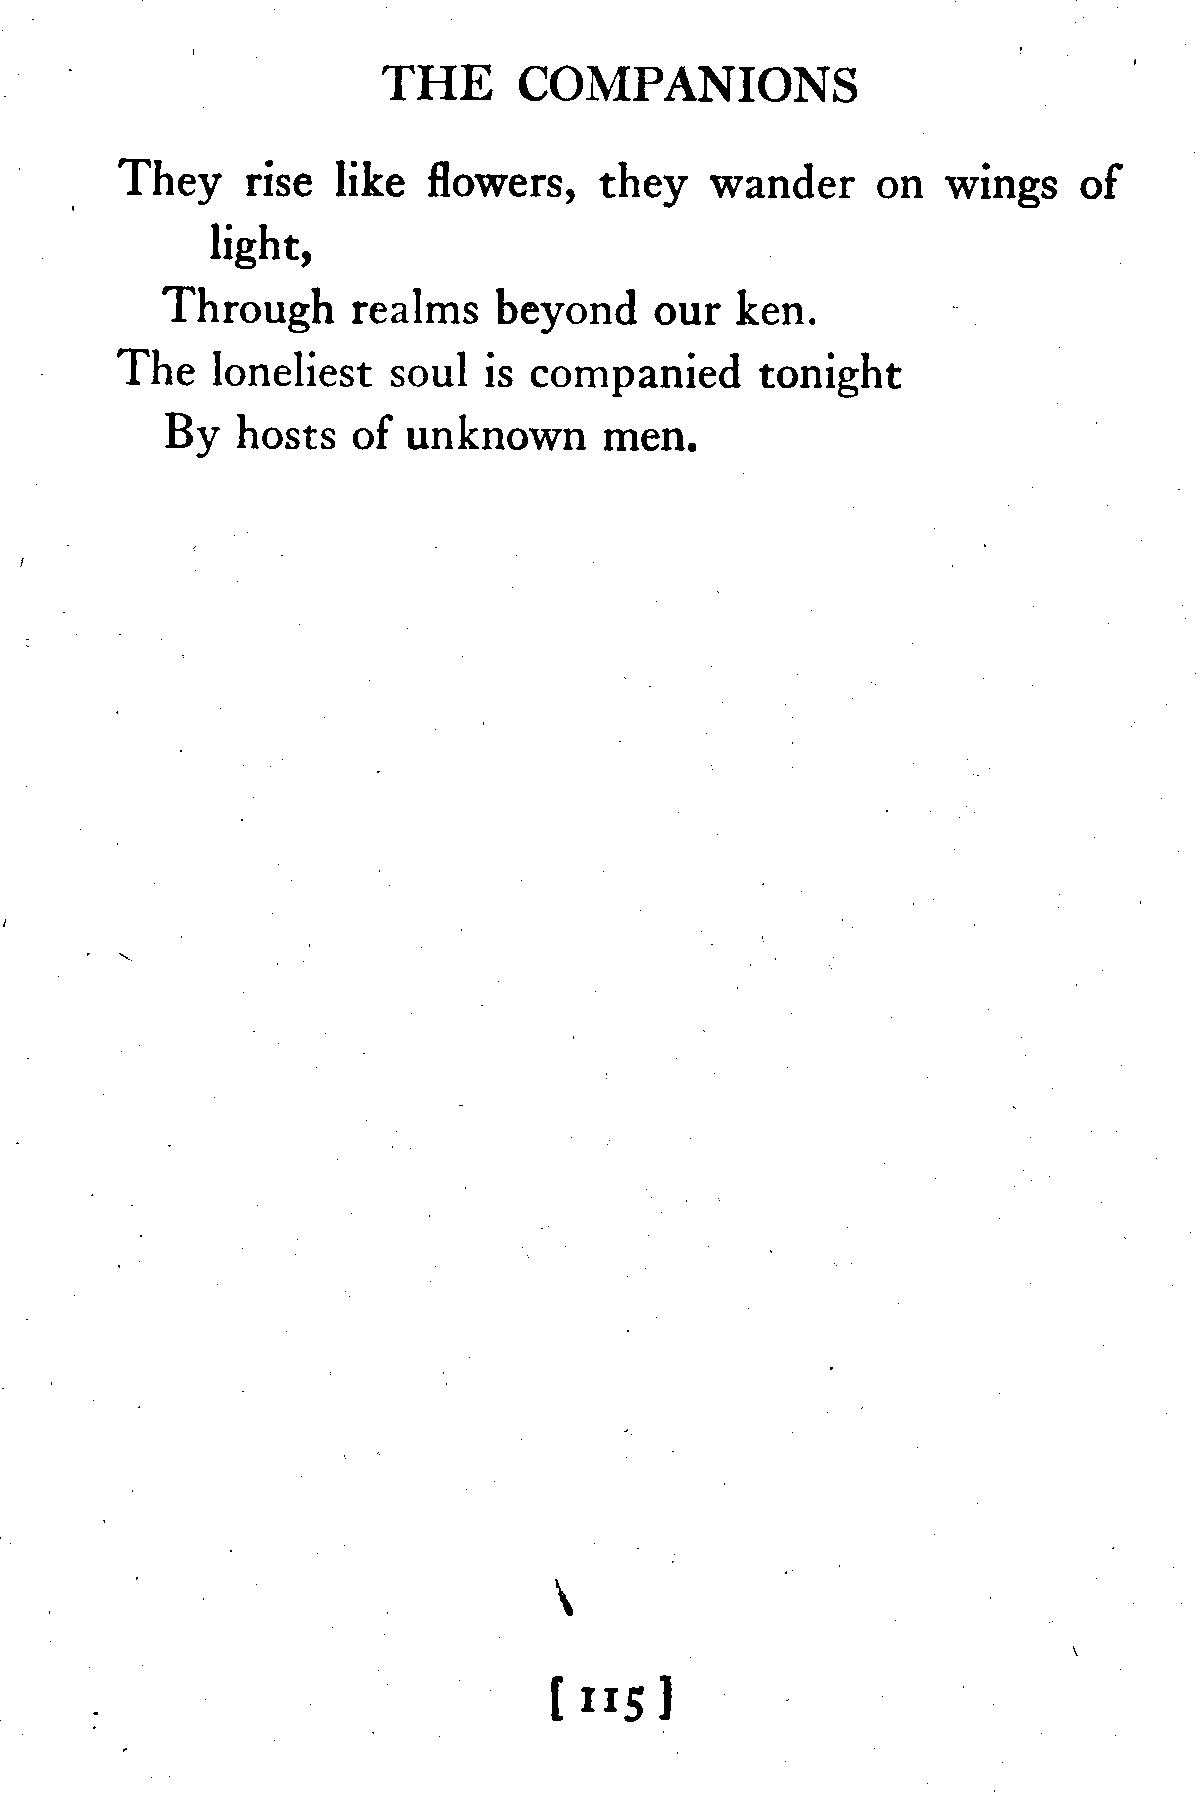 THE COMPANIONS
They rise like flowers, they wander on wings of
light,
Through realms beyond our ken.
The loneliest soul is companied tonight
By hosts of unknown men.
[ 115 ]